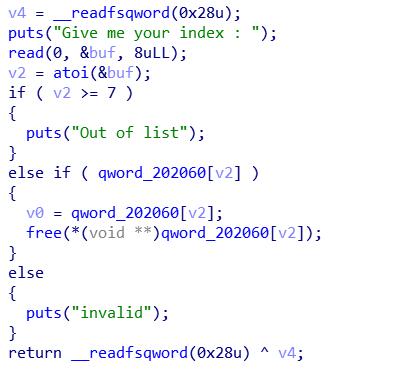 v4 = __readfsqword(0x28u);
puts("Give me your index : ");
read(0, &buf, 8uLL);
v2 = atoi(&buf);
if ( v2 >= 7 )
{
  puts("Out of list");
}
else if ( qword_202060[v2] )
{
  v0 = qword_202060[v2];
  free(*(void **)qword_202060[v2]);
}
else
{
  puts("invalid");
}
return __readfsqword(0x28u) ^ v4;